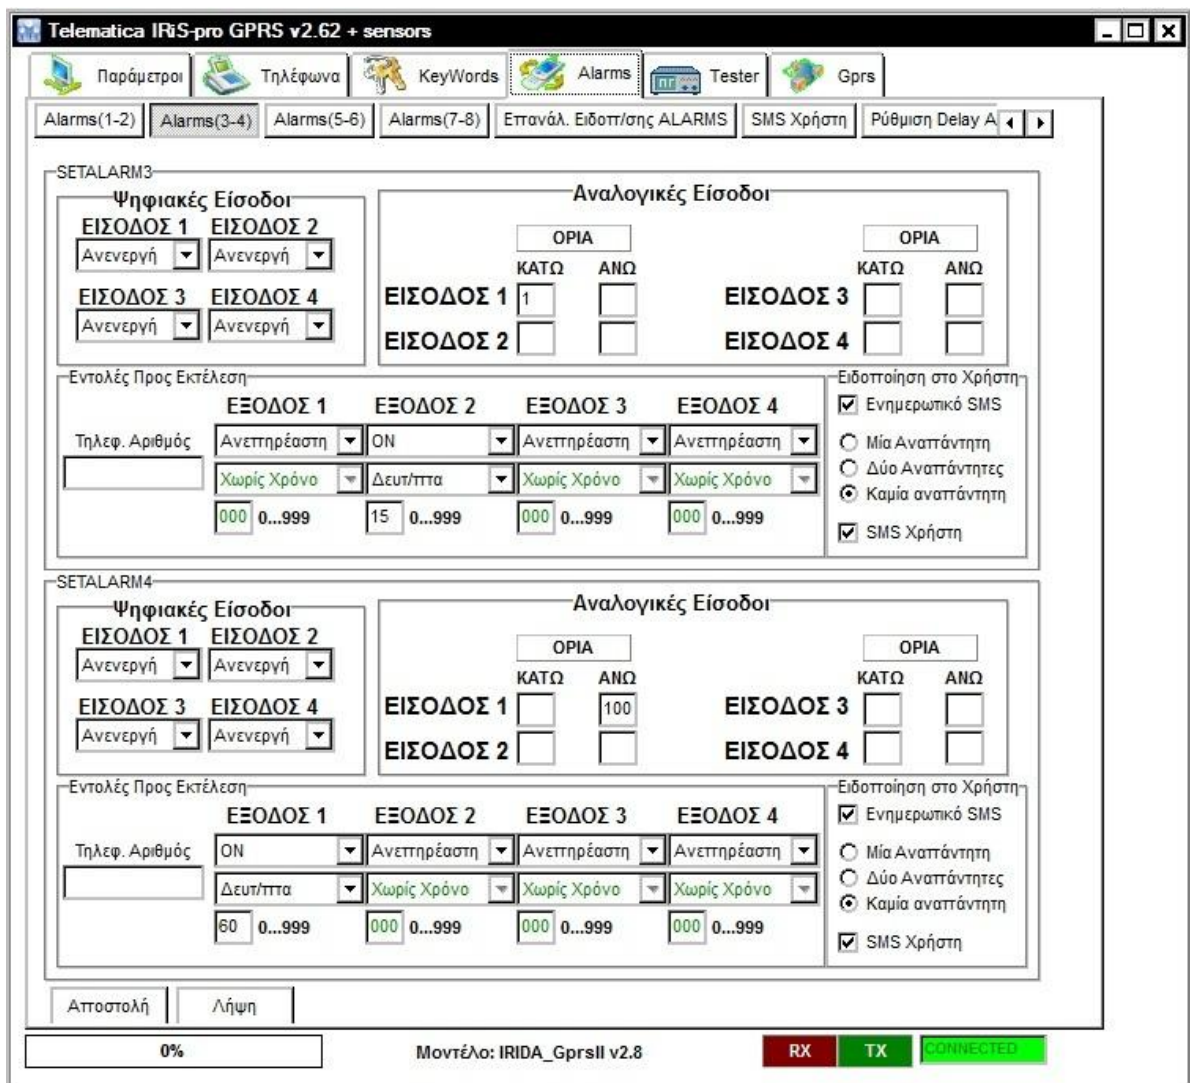 Telematica IRiS-pro GPRS v2.62 + sensors
Παράμετροι Τηλέφωνα KeyWords Alarms Tester Gprs
Alarms(1-2) Alarms(3-4) Alarms(5-6) Alarms(7-8) Επανάλ. Ειδοπ/σης ALARMS SMS Χρήστη Ρύθμιση Delay A
SETALARM3
Ψηφιακές Είσοδοι Αναλογικές Είσοδοι
ΕΙΣΟΔΟΣ 1 ΕΙΣΟΔΟΣ 2 ΟΡΙΑ ΟΡΙΑ
Ανενεργή Ανενεργή ΚΑΤΩ ΑΝΩ ΚΑΤΩ ΑΝΩ
ΕΙΣΟΔΟΣ 3 ΕΙΣΟΔΟΣ 4 ΕΙΣΟΔΟΣ 1 1 ΕΙΣΟΔΟΣ 3
Ανενεργή Ανενεργή ΕΙΣΟΔΟΣ 2 ΕΙΣΟΔΟΣ 4
Εντολές Προς Εκτέλεση Ειδοποίηση στο Χρήστη
ΕΞΟΔΟΣ 1 ΕΞΟΔΟΣ 2 ΕΞΟΔΟΣ 3 ΕΞΟΔΟΣ 4 Ενημερωτικό SMS
Τηλεφ. Αριθμός Ανεπηρέαστη ON Ανεπηρέαστη Ανεπηρέαστη Μία Αναπάντητη
Χωρίς Χρόνο Δευτ/πτα Χωρίς Χρόνο Χωρίς Χρόνο Δύο Αναπάντητες
Καμία αναπάντητη
000 0...999 15 0...999 000 0...999 000 0...999 SMS Χρήστη
SETALARM4
Ψηφιακές Είσοδοι Αναλογικές Είσοδοι
ΕΙΣΟΔΟΣ 1 ΕΙΣΟΔΟΣ 2 ΟΡΙΑ ΟΡΙΑ
Ανενεργή Ανενεργή ΚΑΤΩ ΑΝΩ ΚΑΤΩ ΑΝΩ
ΕΙΣΟΔΟΣ 3 ΕΙΣΟΔΟΣ 4 ΕΙΣΟΔΟΣ 1 100 ΕΙΣΟΔΟΣ 3
Ανενεργή Ανενεργή ΕΙΣΟΔΟΣ 2 ΕΙΣΟΔΟΣ 4
Εντολές Προς Εκτέλεση Ειδοποίηση στο Χρήστη
ΕΞΟΔΟΣ 1 ΕΞΟΔΟΣ 2 ΕΞΟΔΟΣ 3 ΕΞΟΔΟΣ 4 Ενημερωτικό SMS
Τηλεφ. Αριθμός ON Ανεπηρέαστη Ανεπηρέαστη Ανεπηρέαστη Μία Αναπάντητη
Δευτ/πτα Χωρίς Χρόνο Χωρίς Χρόνο Χωρίς Χρόνο Δύο Αναπάντητες
Καμία αναπάντητη
60 0...999 000 0...999 000 0...999 000 0...999 SMS Χρήστη
Αποστολή Λήψη
0% Μοντέλο: IRIDA_GprsII v2.8 RX TX CONNECTED